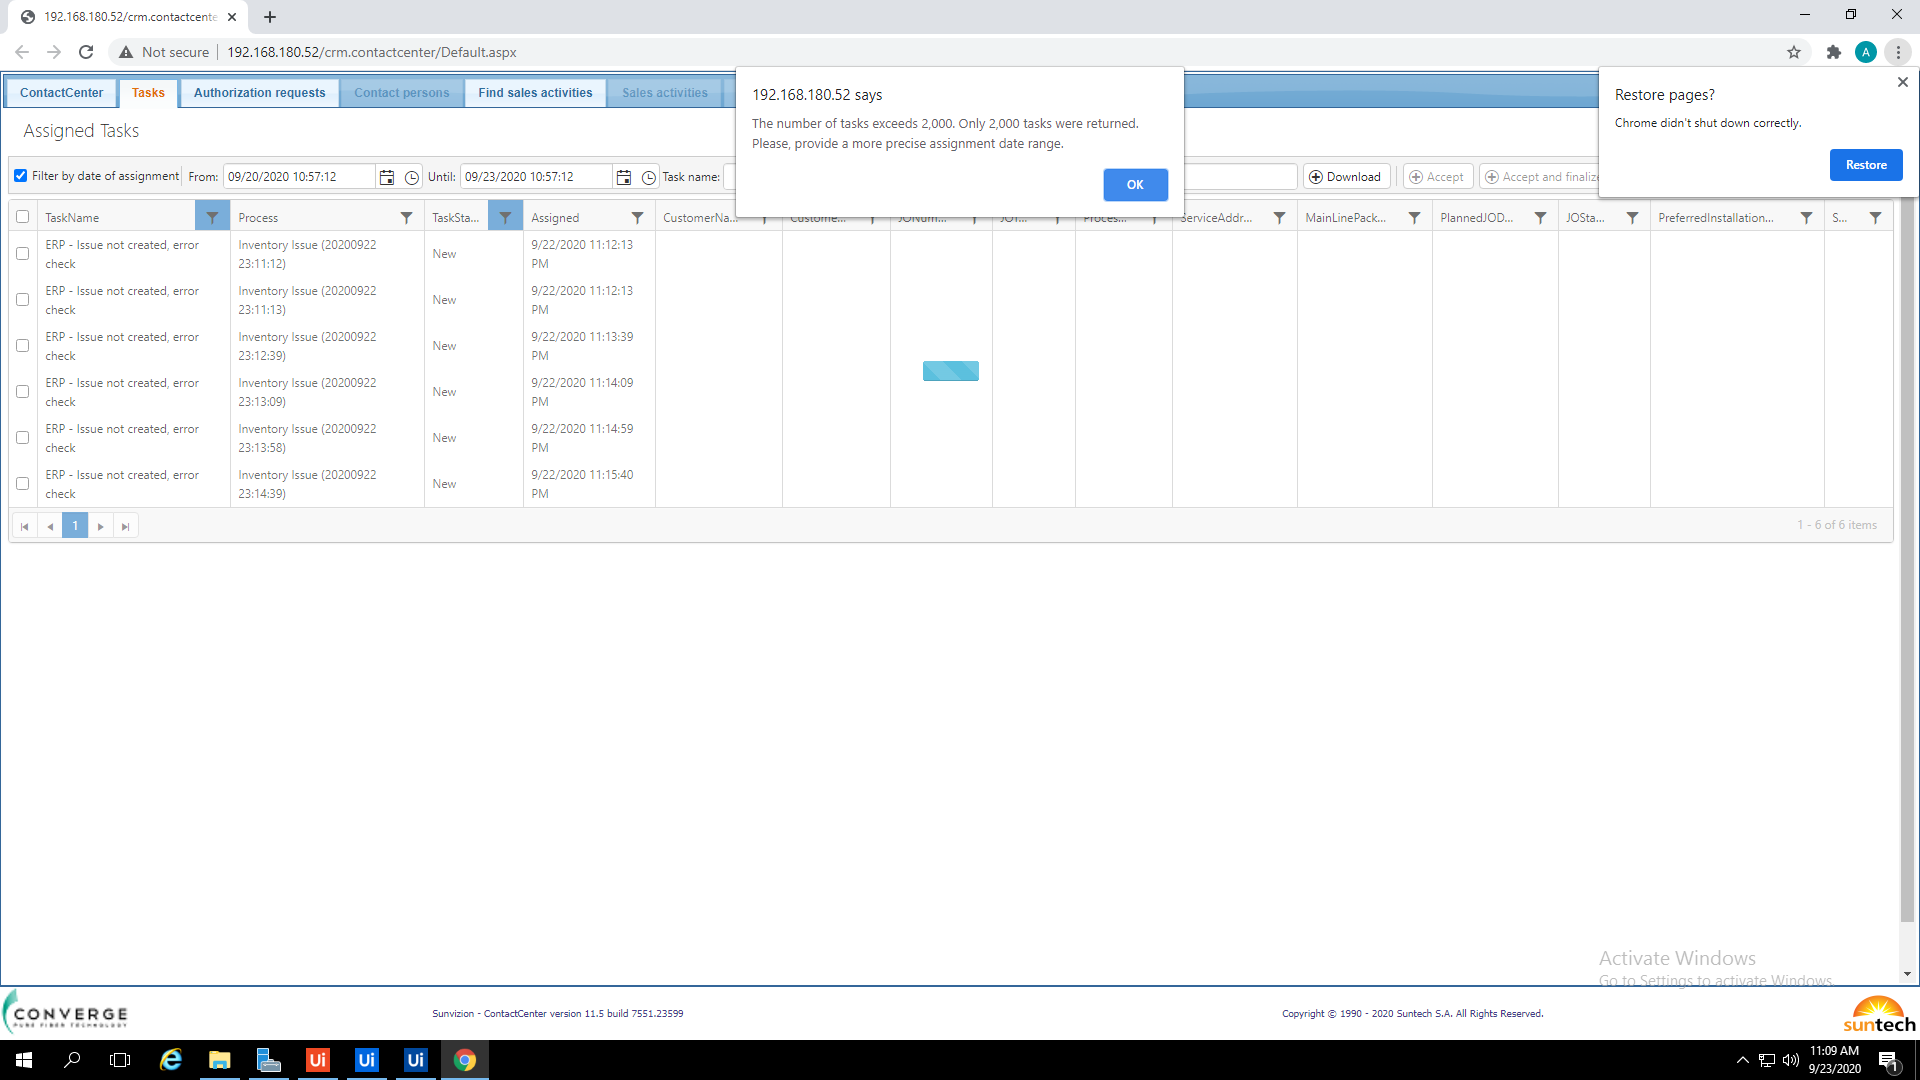 192.168.180.52/crm.contactcente
Not secure
192.168.180.52/crm.contactcenter/Default.aspx
A
ContactCenter
Tasks
Authorization requests
Contact persons
Find sales activities
Sales activities
192.168.180.52 says
The number of tasks exceeds 2,000. Only 2,000 tasks were returned.
Please, provide a more precise assignment date range.
OK
Restore pages?
Chrome didn't shut down correctly.
Restore
Assigned Tasks
Filter by date of assignment
From:
09/20/2020 10:57:12
Until:
09/23/2020 10:57:12
Task name:
Download
Accept
Accept and finalize
TaskName Process TaskSta... Assigned CustomerNa... Custome... JONum... JOT... Proces... ServiceAddr... MainLinePack... PlannedJOD... JOSta... PreferredInstallation... S...
ERP - Issue not created, error
check
Inventory Issue (20200922
23:11:12)
New
9/22/2020 11:12:13
PM
ERP - Issue not created, error
check
Inventory Issue (20200922
23:11:13)
New
9/22/2020 11:12:13
PM
ERP - Issue not created, error
check
Inventory Issue (20200922
23:12:39)
New
9/22/2020 11:13:39
PM
ERP - Issue not created, error
check
Inventory Issue (20200922
23:13:09)
New
9/22/2020 11:14:09
PM
ERP - Issue not created, error
check
Inventory Issue (20200922
23:13:58)
New
9/22/2020 11:14:59
PM
ERP - Issue not created, error
check
Inventory Issue (20200922
23:14:39)
New
9/22/2020 11:15:40
PM
1
1 - 6 of 6 items
Activate Windows
Go to Settings to activate Windows.
CONVERGE
PURE FIBER TECHNOLOGY
Sunvizion - ContactCenter version 11.5 build 7551.23599
Copyright © 1990 - 2020 Suntech S.A. All Rights Reserved.
suntech
Ui
Ui
Ui
11:09 AM
9/23/2020
1